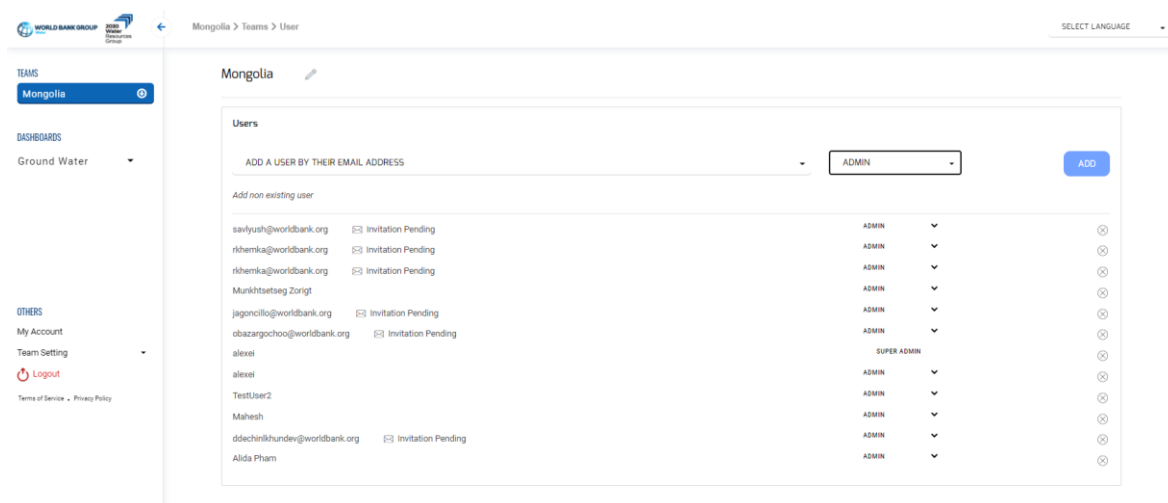 WORLD BANK GROUP
Water
2030
Water
Resources
Group
Mongolia > Teams > User
SELECT LANGUAGE
TEAMS
Mongolia
DASHBOARDS
Ground Water
OTHERS
My Account
Team Setting
Logout
Terms of Service
Privacy Policy
Mongolia
Users
ADD A USER BY THEIR EMAIL ADDRESS
ADMIN
ADD
Add non existing user
savlyush@worldbank.org Invitation Pending ADMIN
rkhemka@worldbank.org Invitation Pending ADMIN
rkhemka@worldbank.org Invitation Pending ADMIN
Munkhtsetseg Zorigt ADMIN
jagoncillo@worldbank.org Invitation Pending ADMIN
obazargochoo@worldbank.org Invitation Pending ADMIN
alexei SUPER ADMIN
alexei ADMIN
TestUser2 ADMIN
Mahesh ADMIN
ddechinlkhundev@worldbank.org Invitation Pending ADMIN
Alida Pham ADMIN